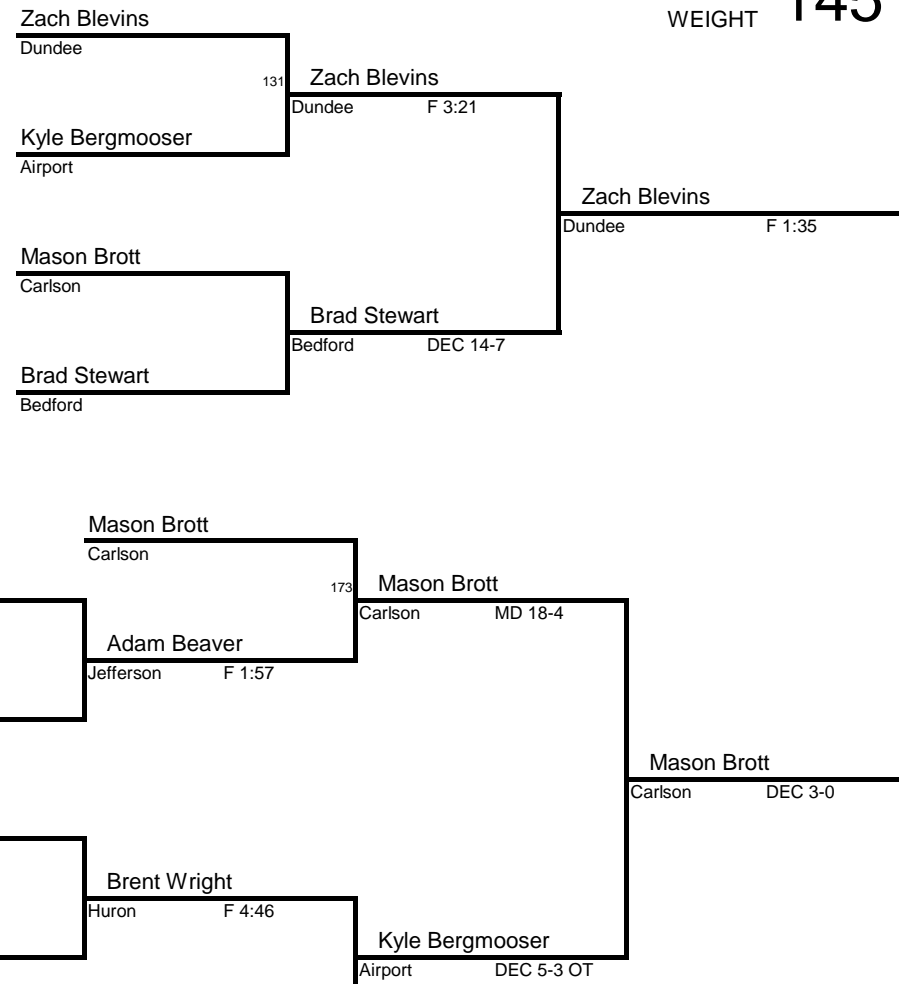 Zach Blevins
WEIGHT 145
Dundee
131 Zach Blevins
Dundee F 3:21
Kyle Bergmooser
Airport
Zach Blevins
Dundee F 1:35
Mason Brott
Carlson
Brad Stewart
Bedford DEC 14-7
Brad Stewart
Bedford
Mason Brott
Carlson
173 Mason Brott
Carlson MD 18-4
Adam Beaver
Jefferson F 1:57
Mason Brott
Carlson DEC 3-0
Brent Wright
Huron F 4:46
Kyle Bergmooser
Airport DEC 5-3 OT